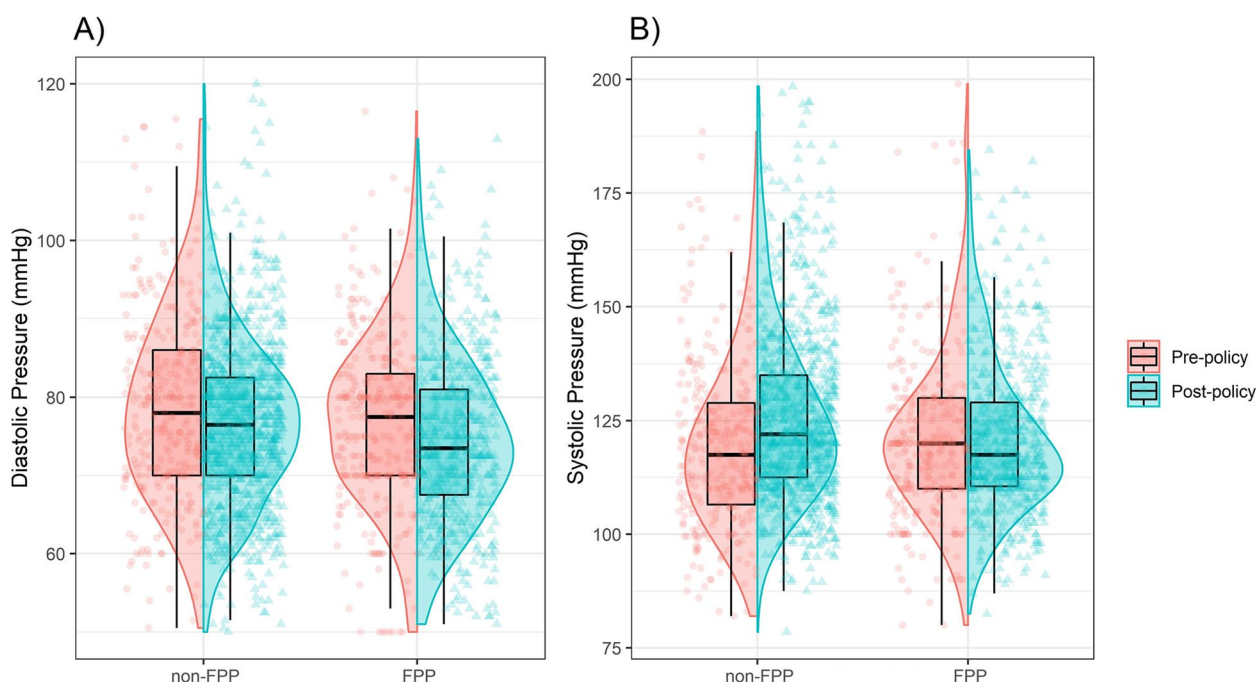 A)
Diastolic Pressure (mmHg)
120
100
80
60
non-FPP
FPP
B)
Systolic Pressure (mmHg)
200
175
150
125
100
75
non-FPP
FPP
Pre-policy
Post-policy